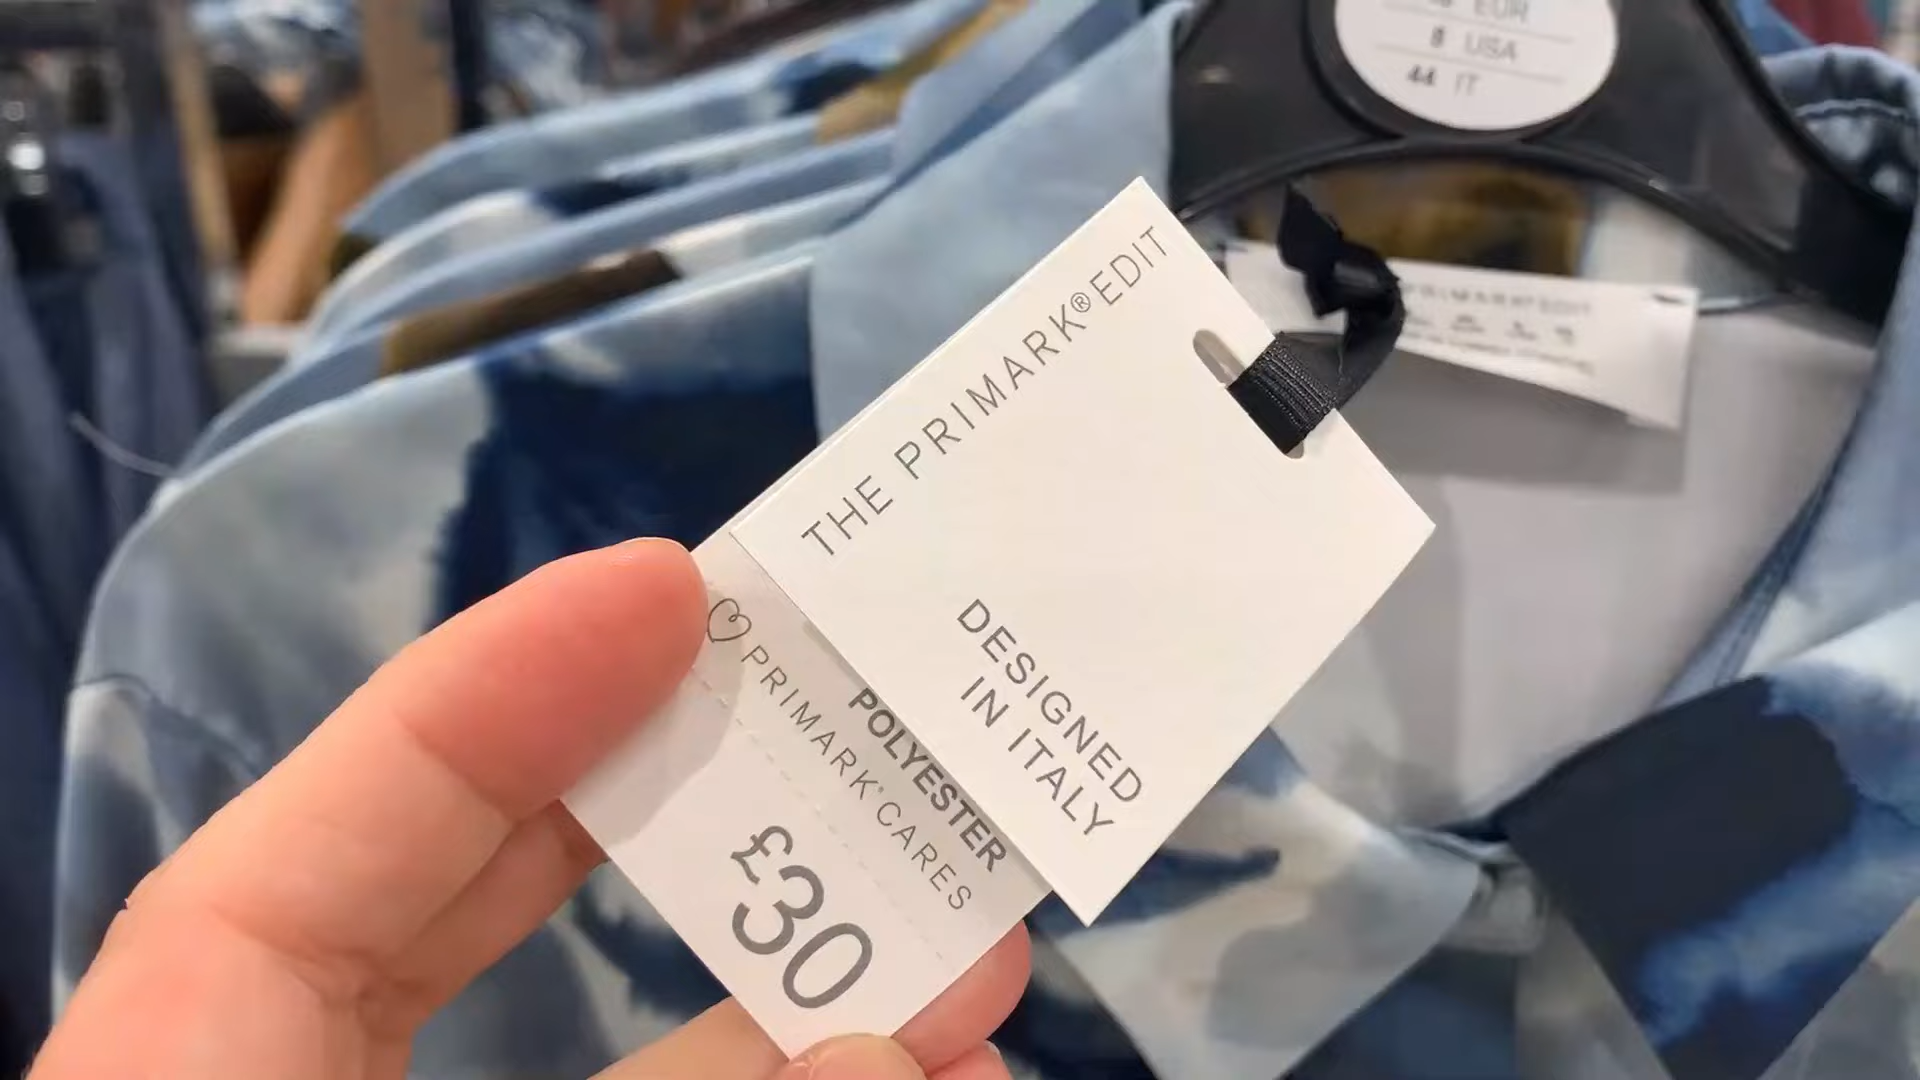 EUR
8 USA
44 IT
THE PRIMARK® EDIT
DESIGNED
IN ITALY
POLYESTER
PRIMARK® CARES
£30
PRIMARK® EDIT